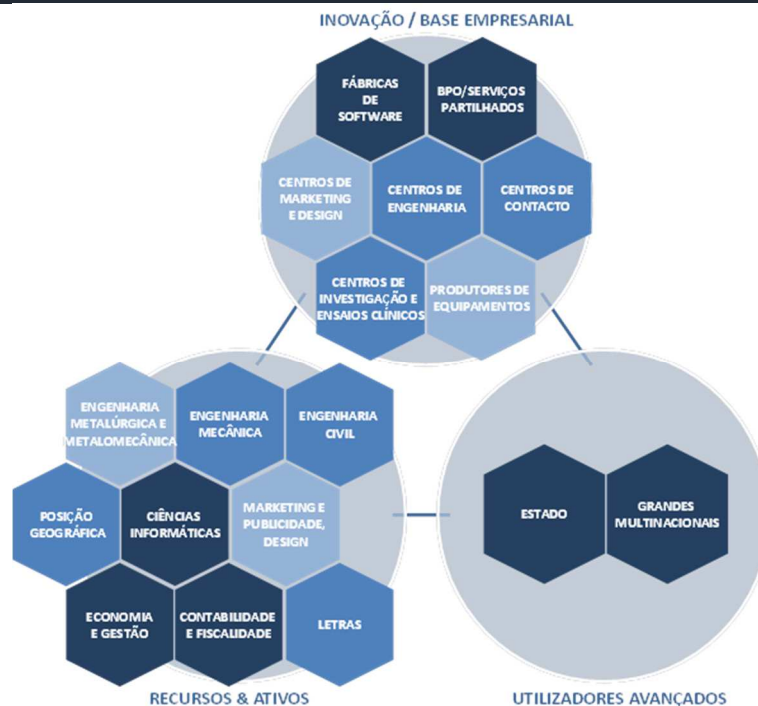 INOVAÇÃO / BASE EMPRESARIAL
FÁBRICAS
DE
SOFTWARE
BPO/SERVIÇOS
PARTILHADOS
CENTROS DE
MARKETING
E DESIGN
CENTROS DE
ENGENHARIA
CENTROS DE
CONTACTO
CENTROS DE
INVESTIGAÇÃO E
ENSAIOS CLÍNICOS
PRODUTORES DE
EQUIPAMENTOS
ENGENHARIA
METALÚRGICA E
METALOMECÂNICA
ENGENHARIA
MECÂNICA
ENGENHARIA
CIVIL
POSIÇÃO
GEOGRÁFICA
CIÊNCIAS
INFORMÁTICAS
MARKETING E
PUBLICIDADE,
DESIGN
ECONOMIA
E GESTÃO
CONTABILIDADE
E FISCALIDADE
LETRAS
RECURSOS & ATIVOS
ESTADO
GRANDES
MULTINACIONAIS
UTILIZADORES AVANÇADOS